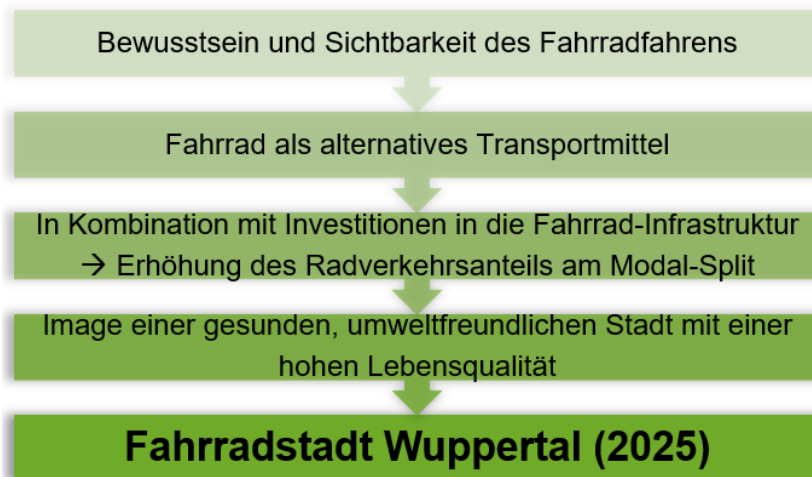 Bewusstsein und Sichtbarkeit des Fahrradfahrens
Fahrrad als alternatives Transportmittel
In Kombination mit Investitionen in die Fahrrad-Infrastruktur
→ Erhöhung des Radverkehrsanteils am Modal-Split
Image einer gesunden, umweltfreundlichen Stadt mit einer
hohen Lebensqualität
Fahrradstadt Wuppertal (2025)